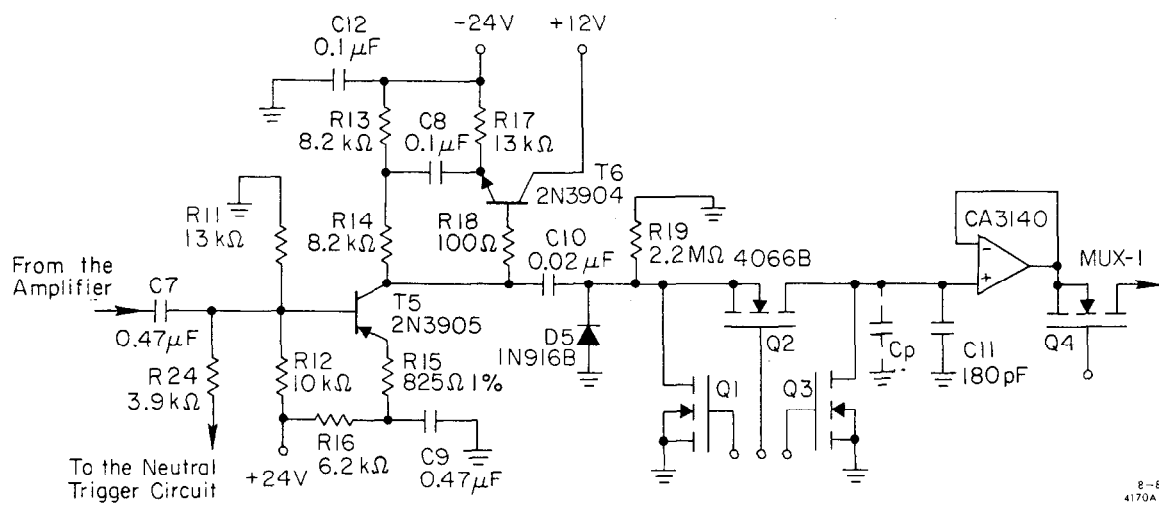 C12
0.1μF
-24V
+12V
R13
8.2kΩ
C8
0.1μF
R17
13kΩ
T6
2N3904
R11
13kΩ
R14
8.2kΩ
R18
100Ω
C10
0.02μF
R19
2.2MΩ
4066B
CA3140
-
+
MUX-1
From the
Amplifier
C7
0.47μF
T5
2N3905
D5
1N916B
Q2
Cp
C11
180pF
Q4
R24
3.9kΩ
R12
10kΩ
R15
825Ω 1%
Q1
Q3
R16
6.2kΩ
C9
0.47μF
+24V
To the Neutral
Trigger Circuit
4170A